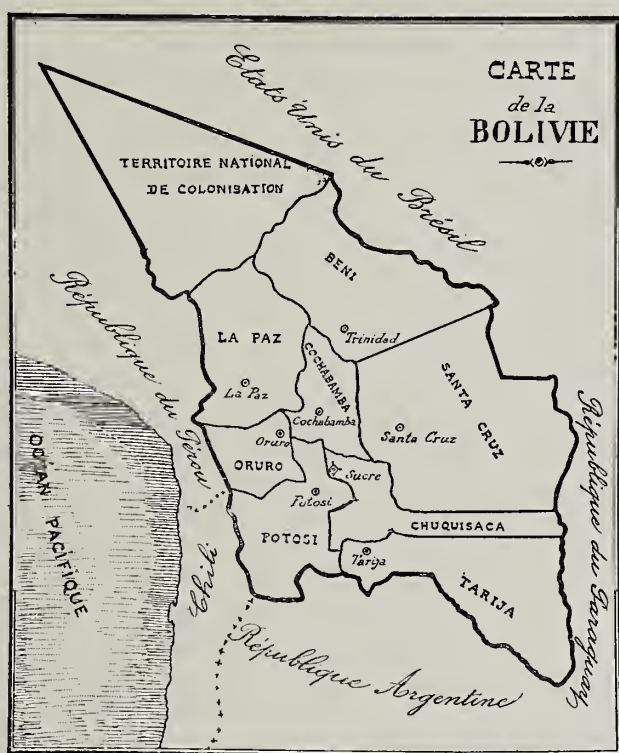 CARTE
de la
BOLIVIE
Etats Unis du Brésil
TERRITOIRE NATIONAL
DE COLONISATION
BENI
République du Pérou
LA PAZ
Trinidad
COCHABAMBA
SANTA CRUZ
La Paz
Cochabamba
Oruro
Santa Cruz
ORURO
Sucre
Potosi
République du Paraguay
OCÉAN PACIFIQUE
CHUQUISACA
POTOSI
Tarija
Chili
TARIJA
République Argentine